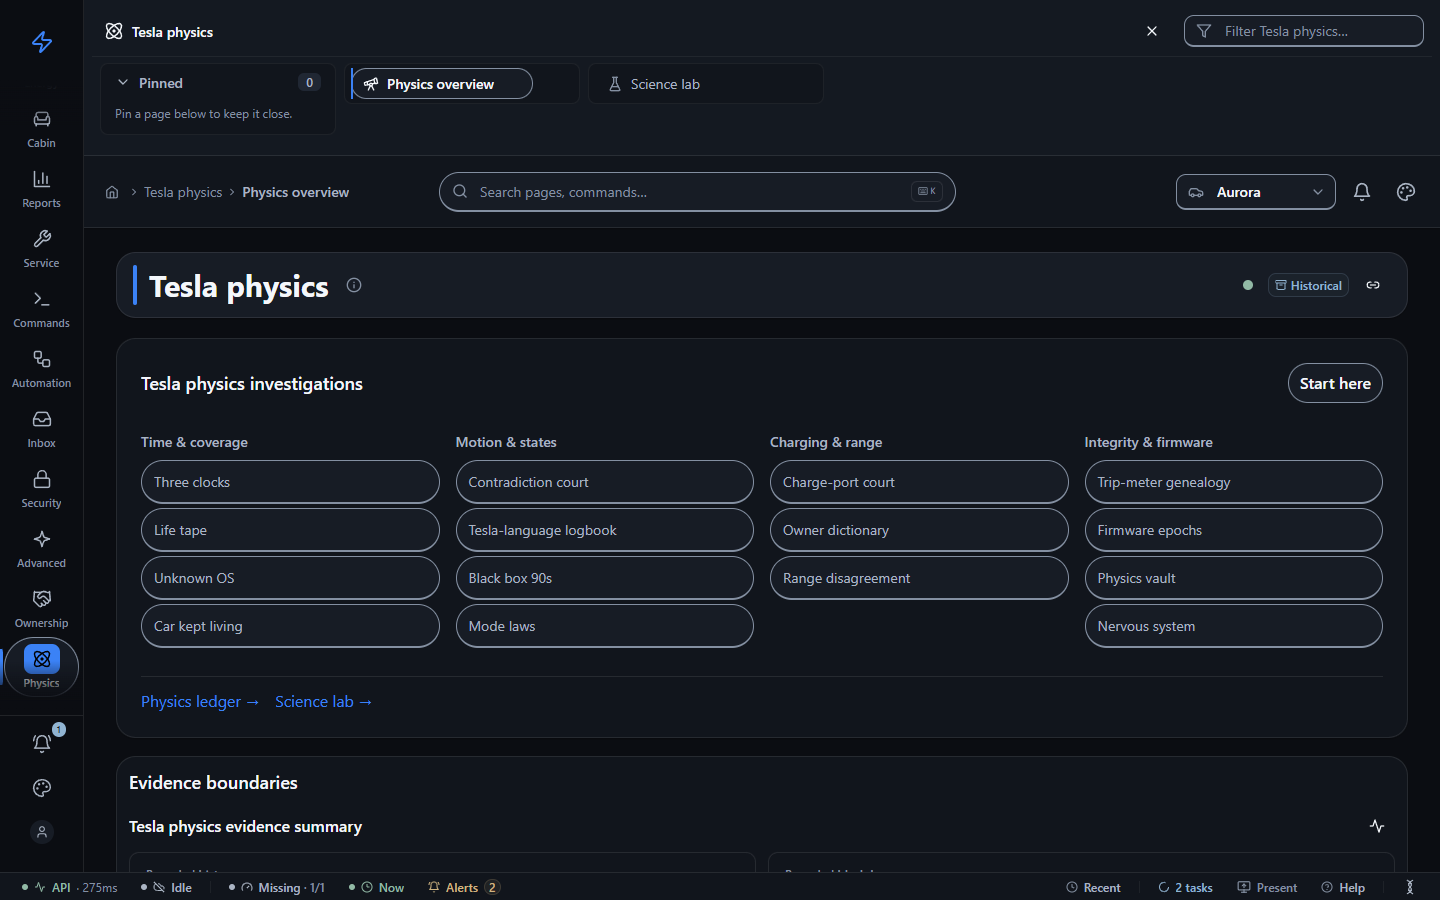 Tesla physics
Filter Tesla physics...
Pinned
0
Pin a page below to keep it close.
Physics overview
Science lab
Cabin
Reports
Service
Commands
Automation
Inbox
Security
Advanced
Ownership
Physics
1
Tesla physics
Physics overview
Search pages, commands...
K
Aurora
Tesla physics
Historical
Tesla physics investigations
Start here
Time & coverage
Three clocks
Life tape
Unknown OS
Car kept living
Motion & states
Contradiction court
Tesla-language logbook
Black box 90s
Mode laws
Charging & range
Charge-port court
Owner dictionary
Range disagreement
Integrity & firmware
Trip-meter genealogy
Firmware epochs
Physics vault
Nervous system
Physics ledger →
Science lab →
Evidence boundaries
Tesla physics evidence summary
API · 275ms
Idle
Missing · 1/1
Now
Alerts 2
Recent
2 tasks
Present
Help